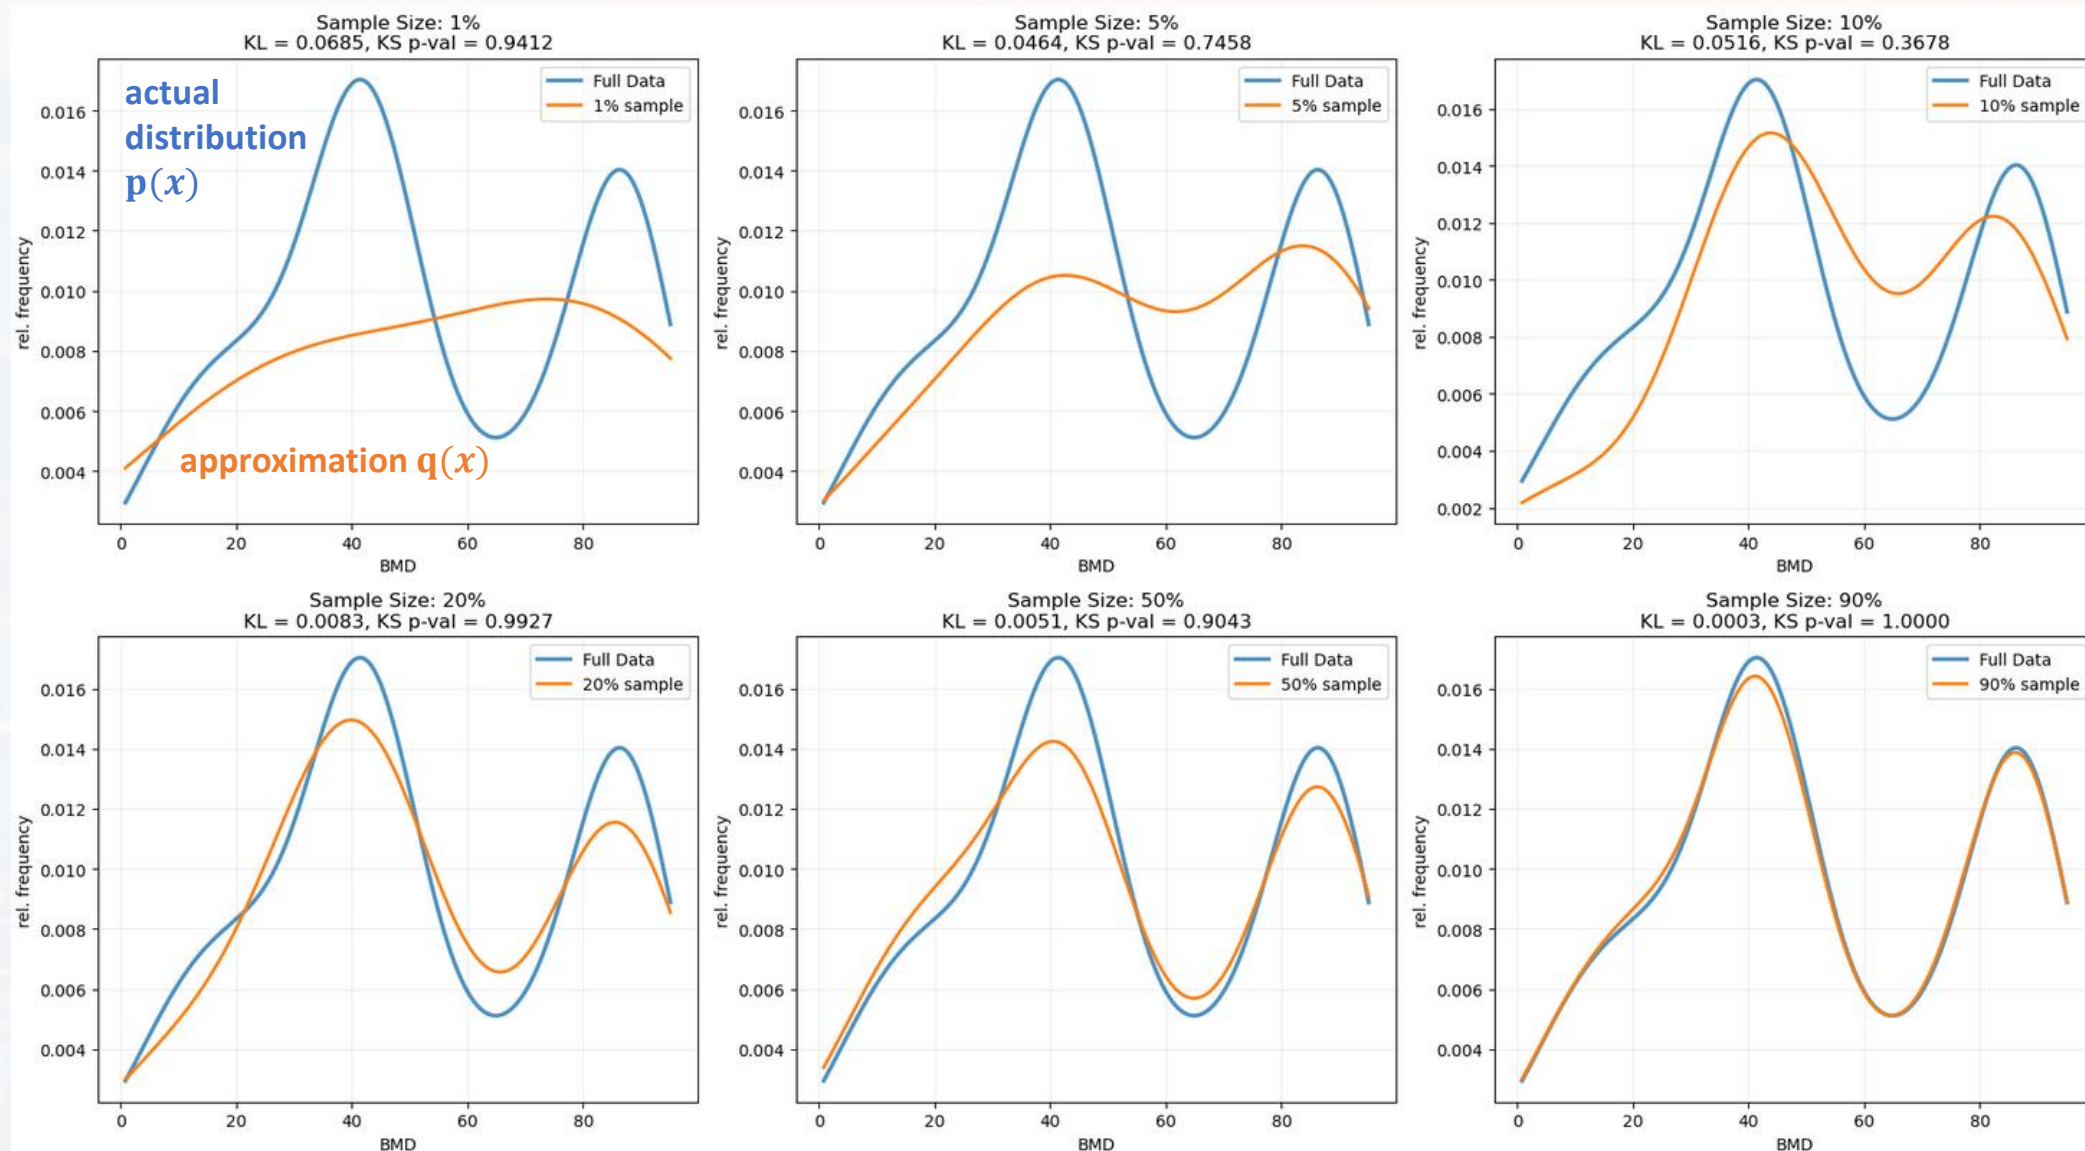 Sample Size: 1%
KL = 0.0685, KS p-val = 0.9412
actual
distribution
p(x)
approximation q(x)
Full Data
1% sample
rel. frequency
0.016
0.014
0.012
0.010
0.008
0.006
0.004
0 20 40 60 80
BMD
Sample Size: 5%
KL = 0.0464, KS p-val = 0.7458
Full Data
5% sample
rel. frequency
0.016
0.014
0.012
0.010
0.008
0.006
0.004
0 20 40 60 80
BMD
Sample Size: 10%
KL = 0.0516, KS p-val = 0.3678
Full Data
10% sample
rel. frequency
0.016
0.014
0.012
0.010
0.008
0.006
0.004
0.002
0 20 40 60 80
BMD
Sample Size: 20%
KL = 0.0083, KS p-val = 0.9927
Full Data
20% sample
rel. frequency
0.016
0.014
0.012
0.010
0.008
0.006
0.004
0 20 40 60 80
BMD
Sample Size: 50%
KL = 0.0051, KS p-val = 0.9043
Full Data
50% sample
rel. frequency
0.016
0.014
0.012
0.010
0.008
0.006
0.004
0 20 40 60 80
BMD
Sample Size: 90%
KL = 0.0003, KS p-val = 1.0000
Full Data
90% sample
rel. frequency
0.016
0.014
0.012
0.010
0.008
0.006
0.004
0 20 40 60 80
BMD